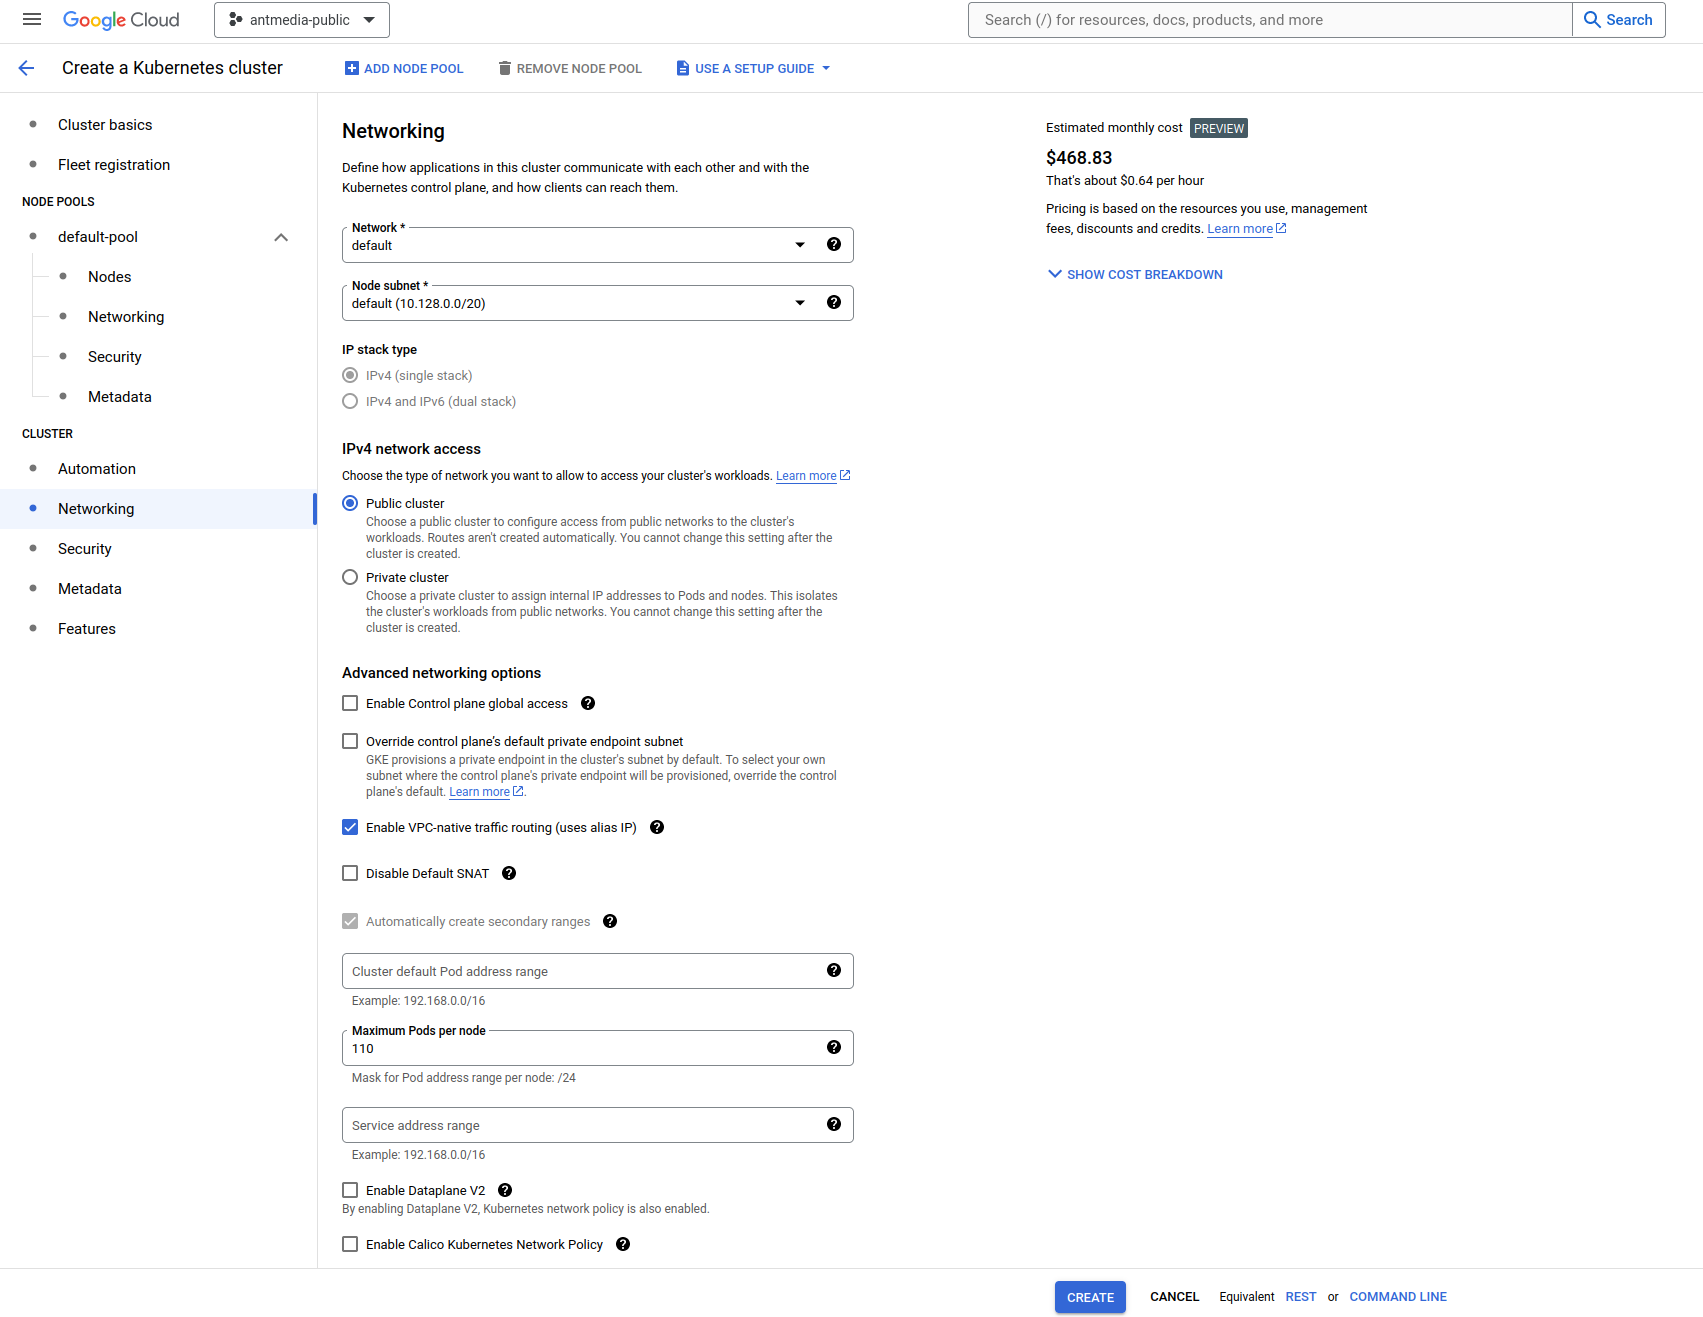 Google Cloud
antmedia-public
Search (/) for resources, docs, products, and more
Search
Create a Kubernetes cluster
ADD NODE POOL
REMOVE NODE POOL
USE A SETUP GUIDE
Cluster basics
Fleet registration
NODE POOLS
default-pool
Nodes
Networking
Security
Metadata
CLUSTER
Automation
Networking
Security
Metadata
Features
Networking
Define how applications in this cluster communicate with each other and with the
Kubernetes control plane, and how clients can reach them.
Network *
default
Node subnet *
default (10.128.0.0/20)
IP stack type
IPv4 (single stack)
IPv4 and IPv6 (dual stack)
IPv4 network access
Choose the type of network you want to allow to access your cluster's workloads. Learn more
Public cluster
Choose a public cluster to configure access from public networks to the cluster's
workloads. Routes aren't created automatically. You cannot change this setting after the
cluster is created.
Private cluster
Choose a private cluster to assign internal IP addresses to Pods and nodes. This isolates
the cluster's workloads from public networks. You cannot change this setting after the
cluster is created.
Advanced networking options
Enable Control plane global access
Override control plane's default private endpoint subnet
GKE provisions a private endpoint in the cluster's subnet by default. To select your own
subnet where the control plane's private endpoint will be provisioned, override the control
plane's default. Learn more.
Enable VPC-native traffic routing (uses alias IP)
Disable Default SNAT
Automatically create secondary ranges
Cluster default Pod address range
Example: 192.168.0.0/16
Maximum Pods per node
110
Mask for Pod address range per node: /24
Service address range
Example: 192.168.0.0/16
Enable Dataplane V2
By enabling Dataplane V2, Kubernetes network policy is also enabled.
Enable Calico Kubernetes Network Policy
Estimated monthly cost PREVIEW
$468.83
That's about $0.64 per hour
Pricing is based on the resources you use, management
fees, discounts and credits. Learn more
SHOW COST BREAKDOWN
CREATE
CANCEL
Equivalent REST or COMMAND LINE